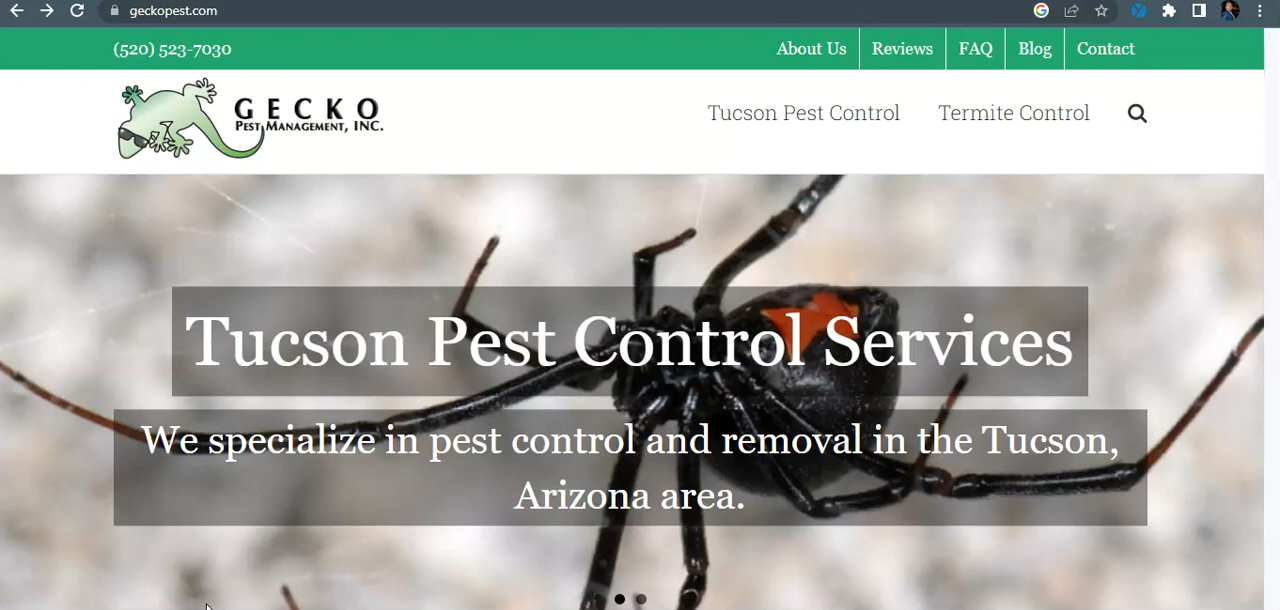 geckopest.com
(520) 523-7030
About Us
Reviews
FAQ
Blog
Contact
GECKO
PEST MANAGEMENT, INC.
Tucson Pest Control
Termite Control
Tucson Pest Control Services
We specialize in pest control and removal in the Tucson,
Arizona area.